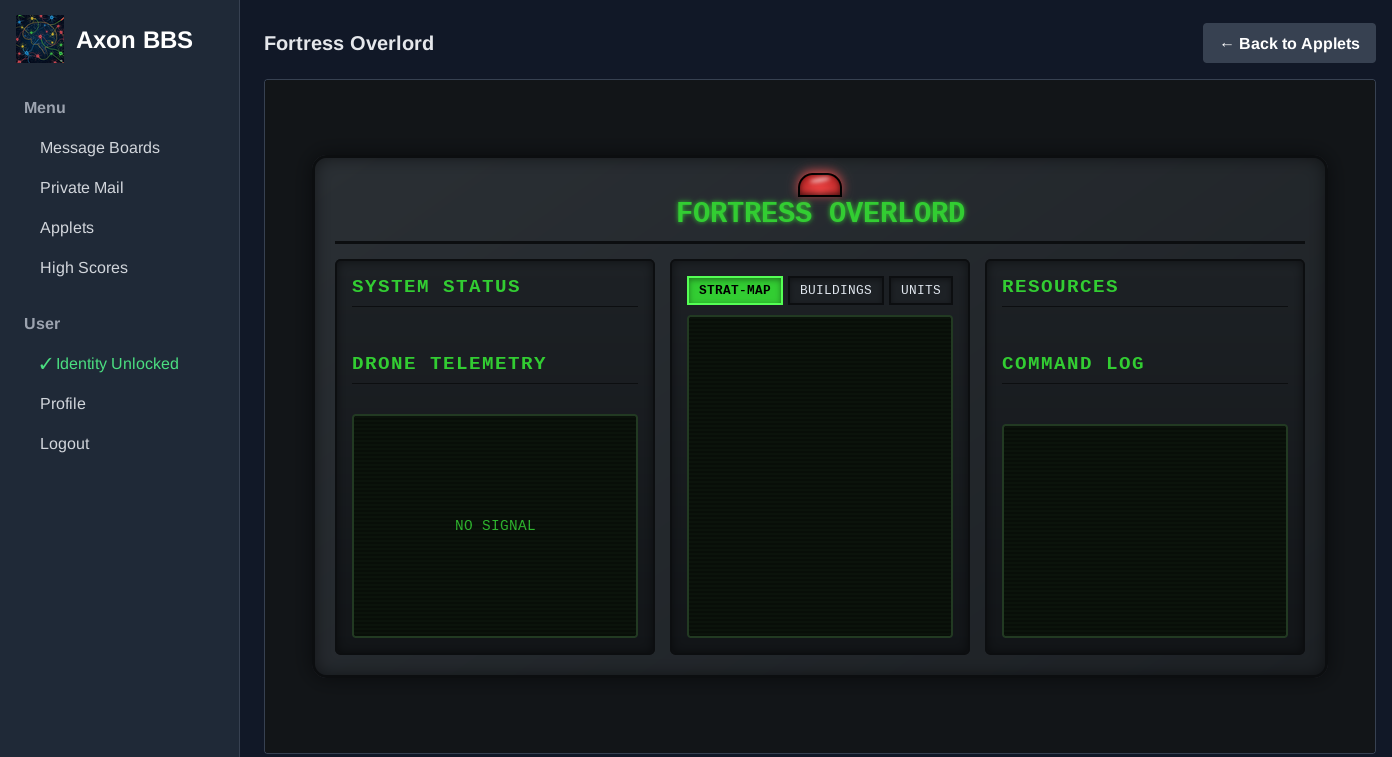 Axon BBS
Menu
Message Boards
Private Mail
Applets
High Scores
User
✓ Identity Unlocked
Profile
Logout
Fortress Overlord
← Back to Applets
FORTRESS OVERLORD
SYSTEM STATUS
DRONE TELEMETRY
NO SIGNAL
STRAT-MAP BUILDINGS UNITS
RESOURCES
COMMAND LOG